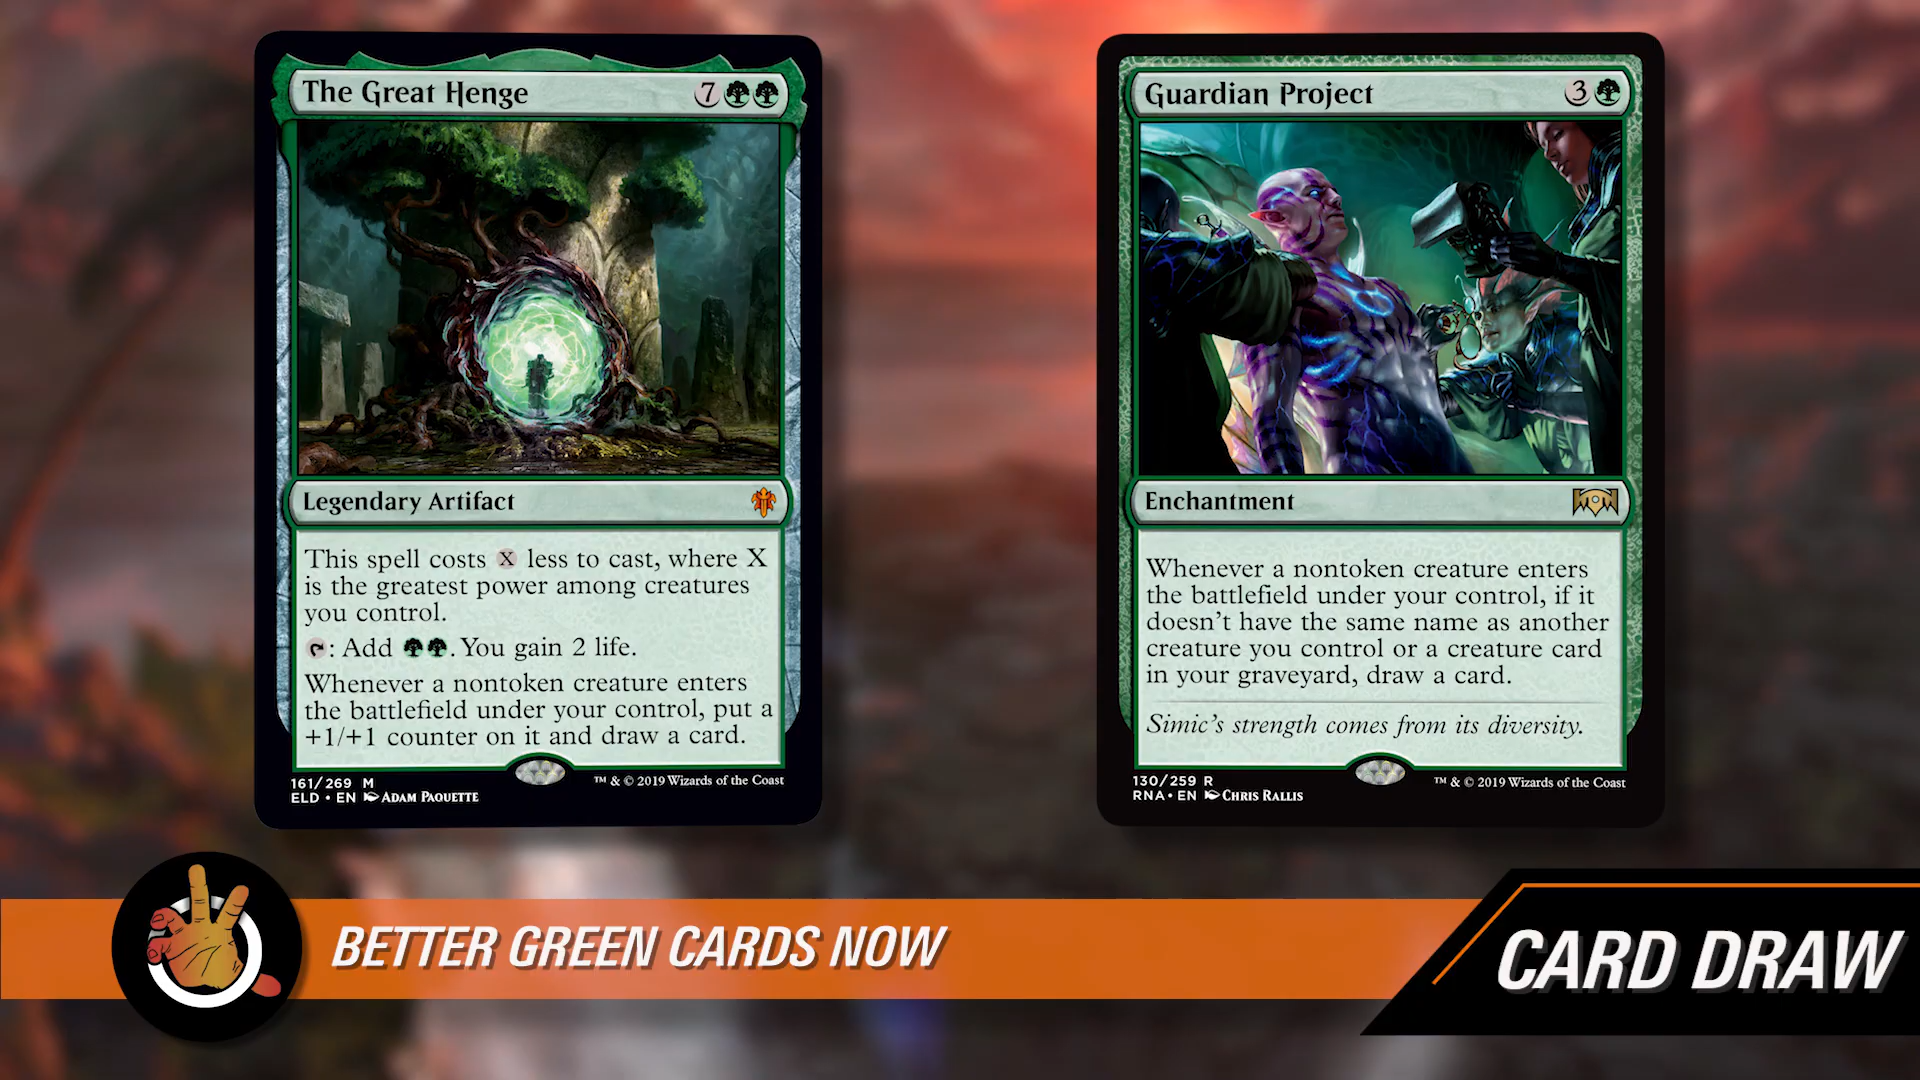 The Great Henge 7
Legendary Artifact
This spell costs X less to cast, where X
is the greatest power among creatures
you control.
: Add . You gain 2 life.
Whenever a nontoken creature enters
the battlefield under your control, put a
+1/+1 counter on it and draw a card.
161/269 M
ELD • EN ADAM PAQUETTE
™ & © 2019 Wizards of the Coast
Guardian Project 3
Enchantment
Whenever a nontoken creature enters
the battlefield under your control, if it
doesn't have the same name as another
creature you control or a creature card
in your graveyard, draw a card.
Simic's strength comes from its diversity.
130/259 R
RNA • EN CHRIS RALLIS
™ & © 2019 Wizards of the Coast
BETTER GREEN CARDS NOW
CARD DRAW